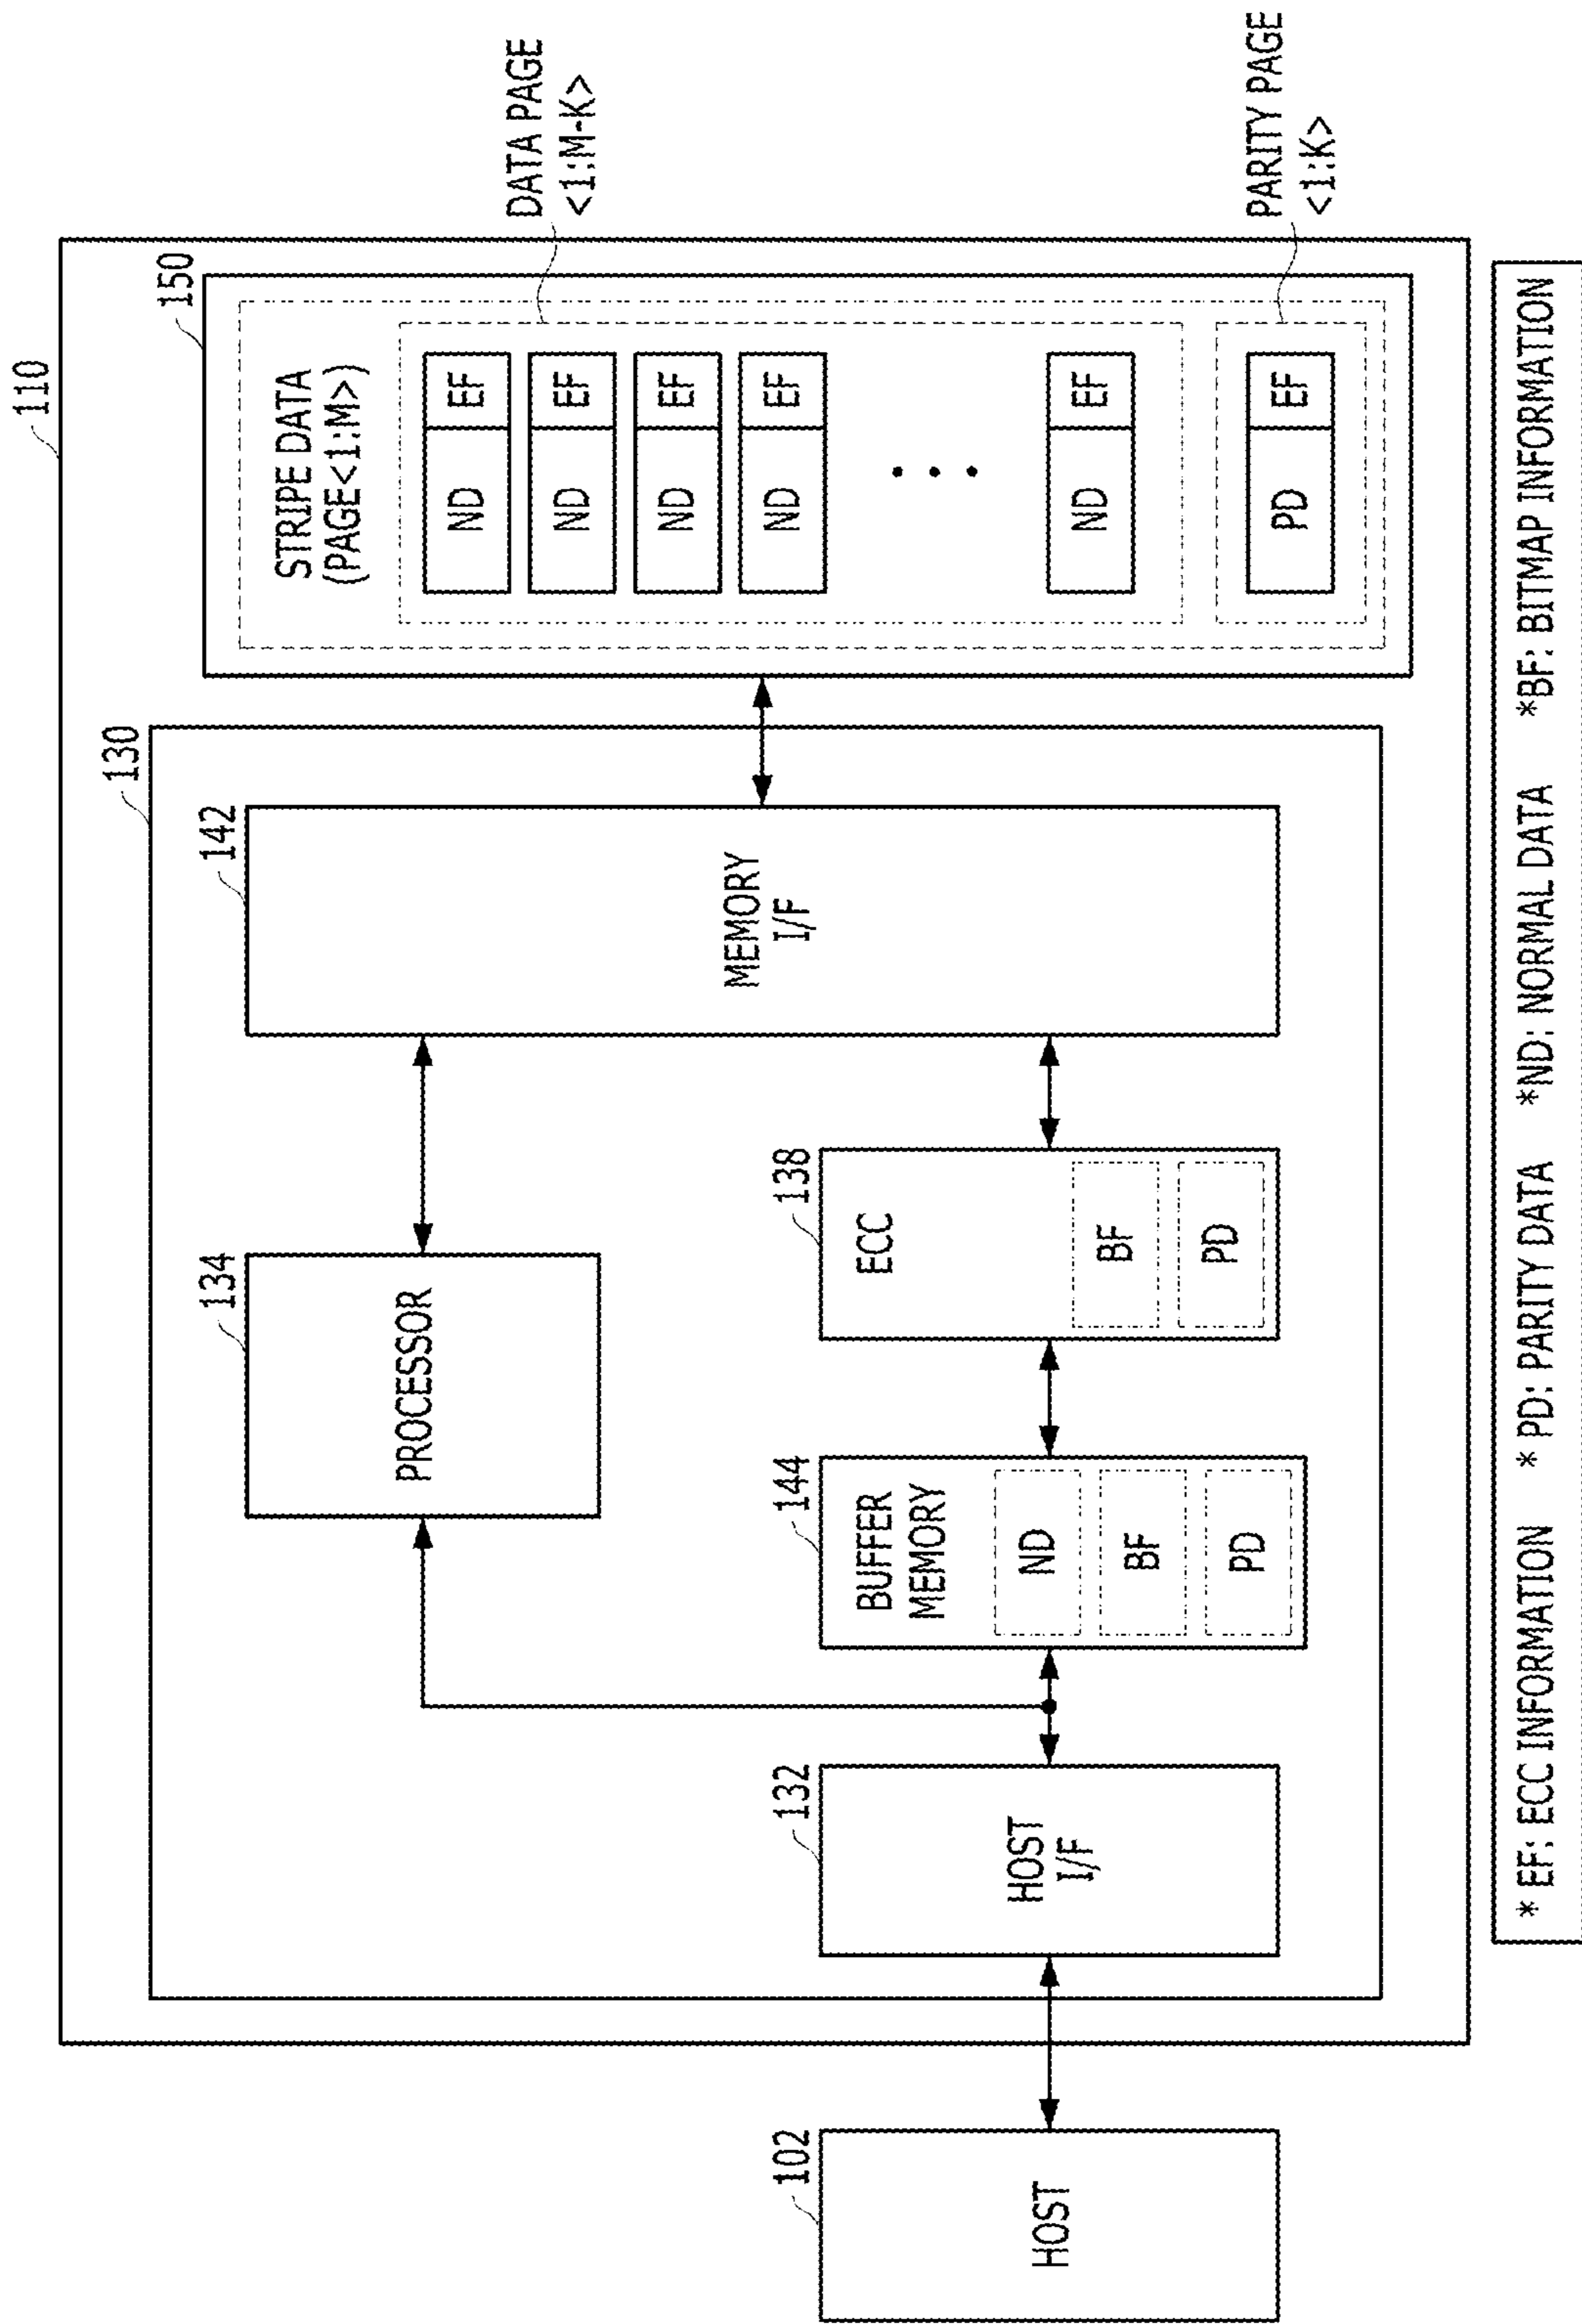 110
130
150
142
STRIPE DATA
(PAGE<1:M>)
134
PROCESSOR
MEMORY
I/F
ND EF
ND EF
ND EF
ND EF
ND EF
PD EF
DATA PAGE
<1:M-K>
PARITY PAGE
<1:K>
102
HOST
132
HOST
I/F
144
BUFFER
MEMORY
ND
BF
PD
138
ECC
BF
PD
* EF: ECC INFORMATION * PD: PARITY DATA *ND: NORMAL DATA *BF: BITMAP INFORMATION